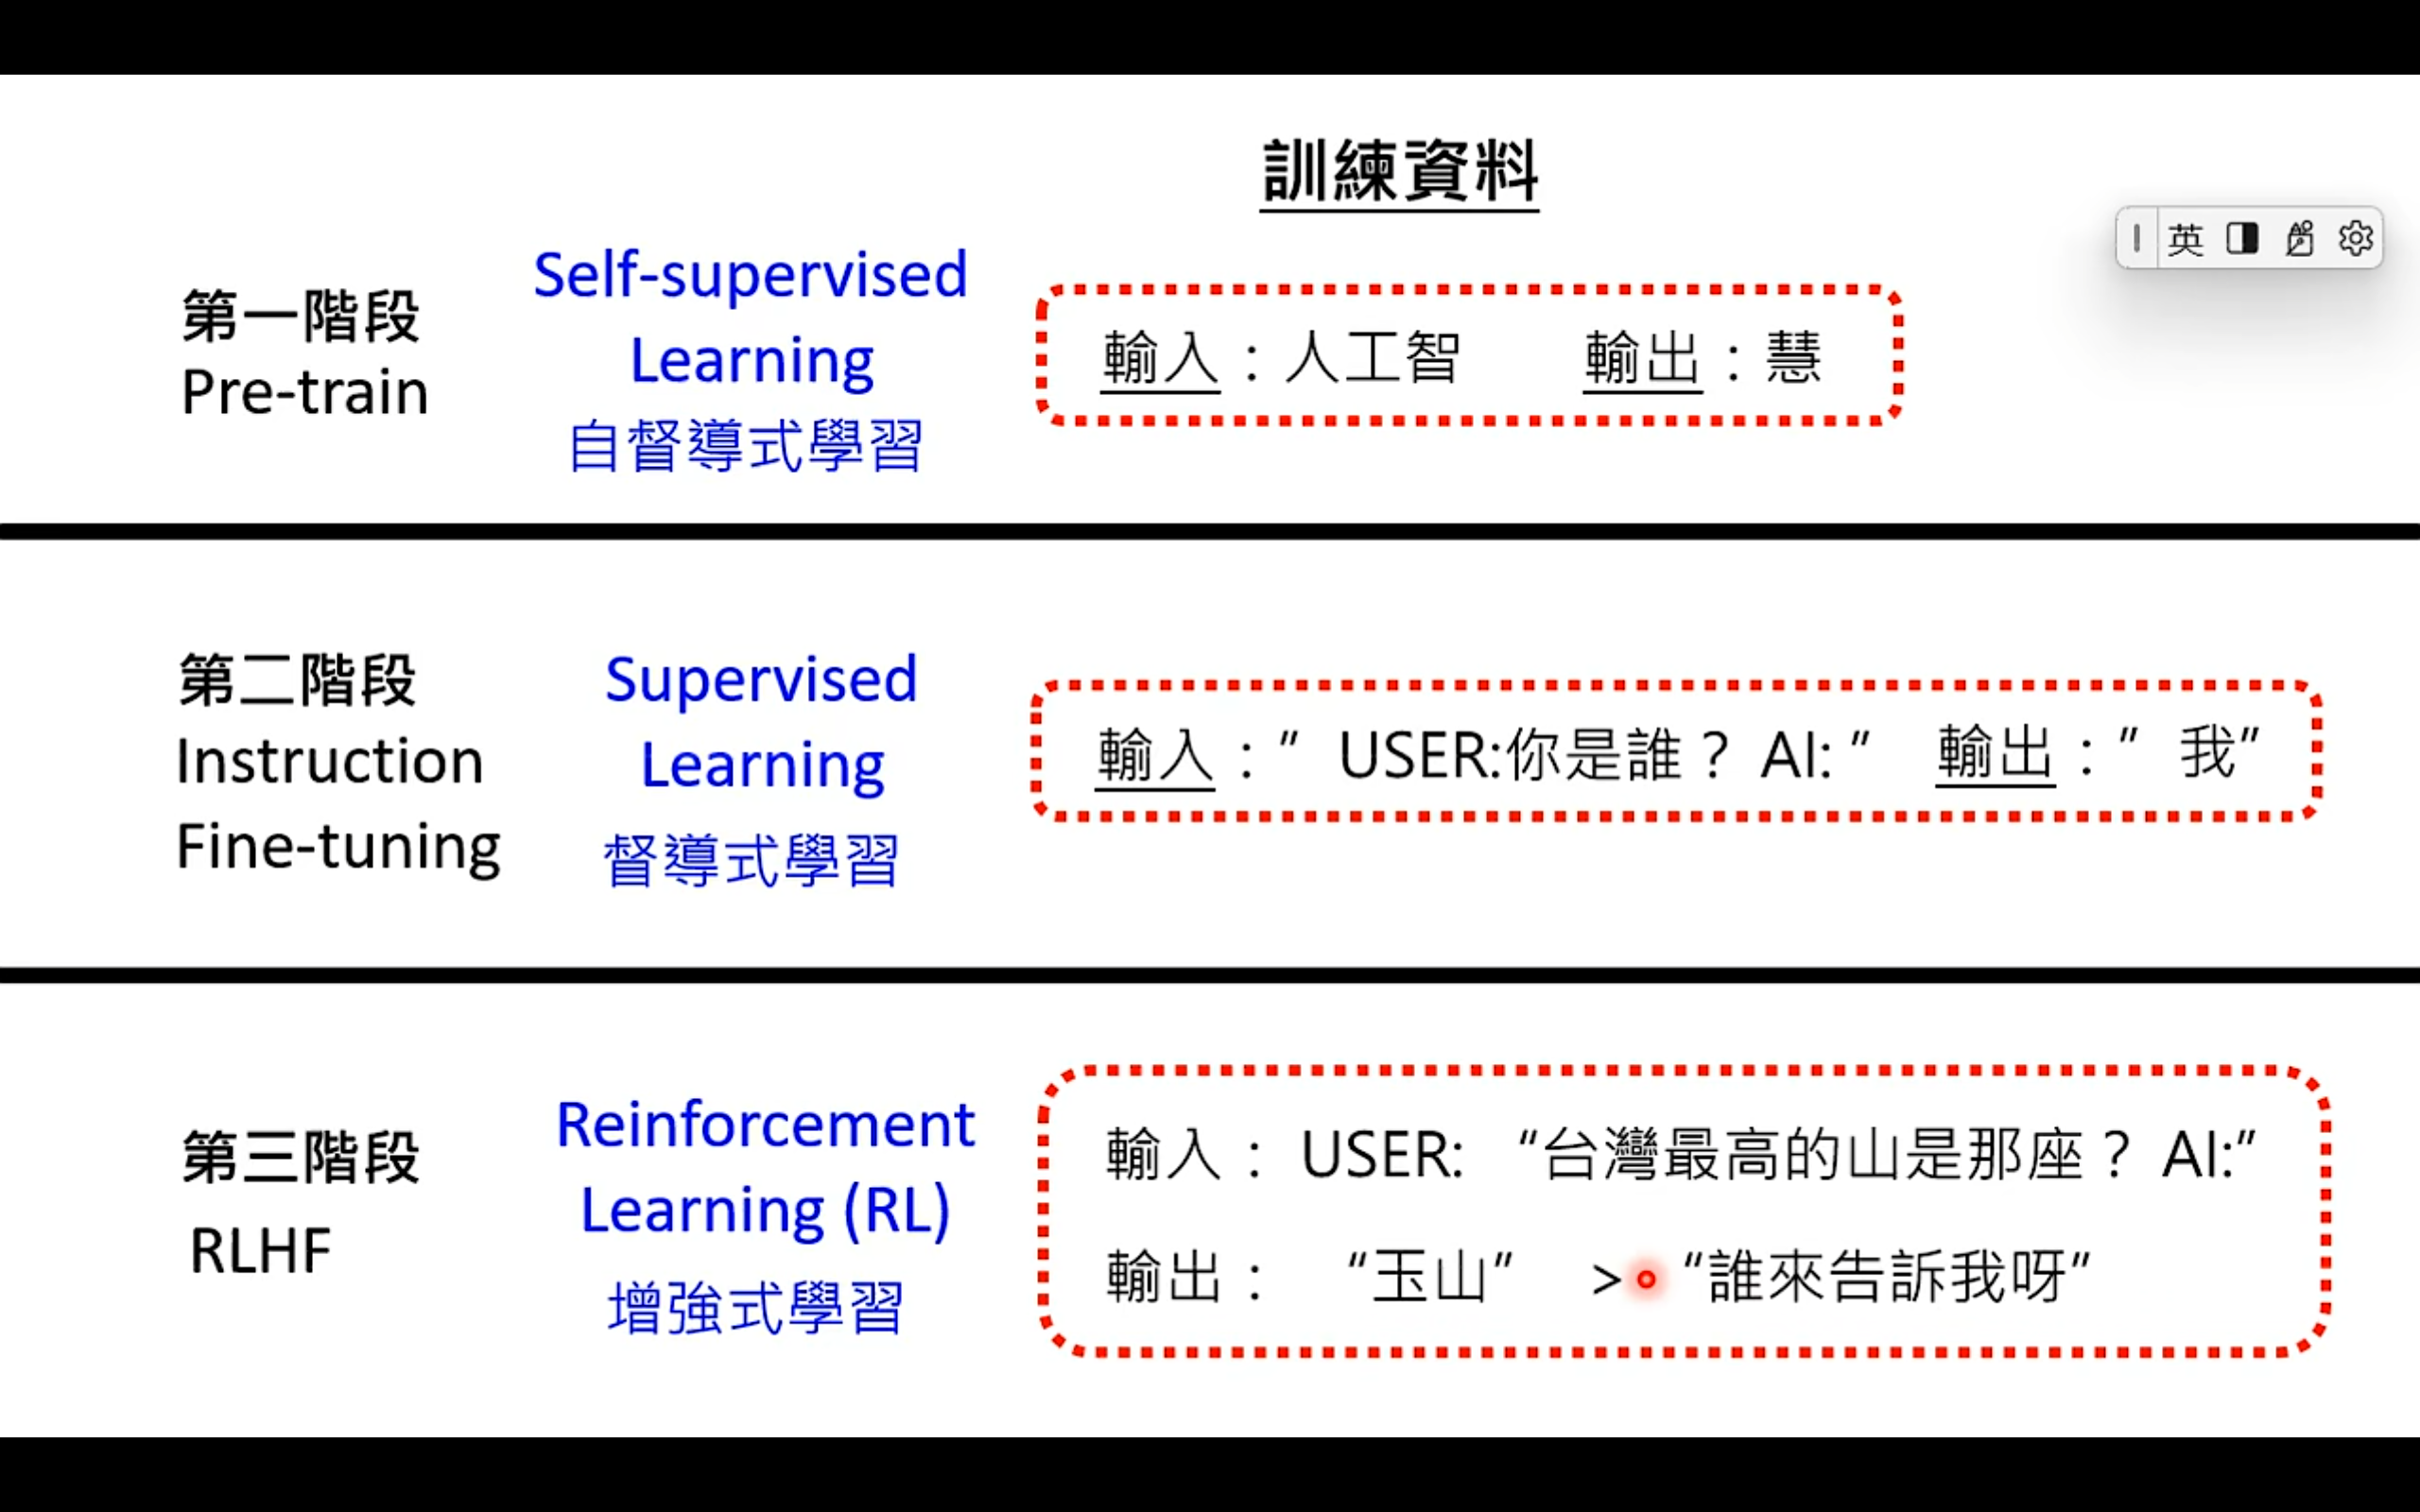 訓練資料
英
第一階段
Pre-train
Self-supervised
Learning
自督導式學習
輸入：人工智 輸出：慧
第二階段
Instruction
Fine-tuning
Supervised
Learning
督導式學習
輸入：” USER:你是誰？ AI: ” 輸出：” 我”
第三階段
RLHF
Reinforcement
Learning (RL)
增強式學習
輸入： USER: “台灣最高的山是那座？ AI:”
輸出： “玉山” > “誰來告訴我呀”